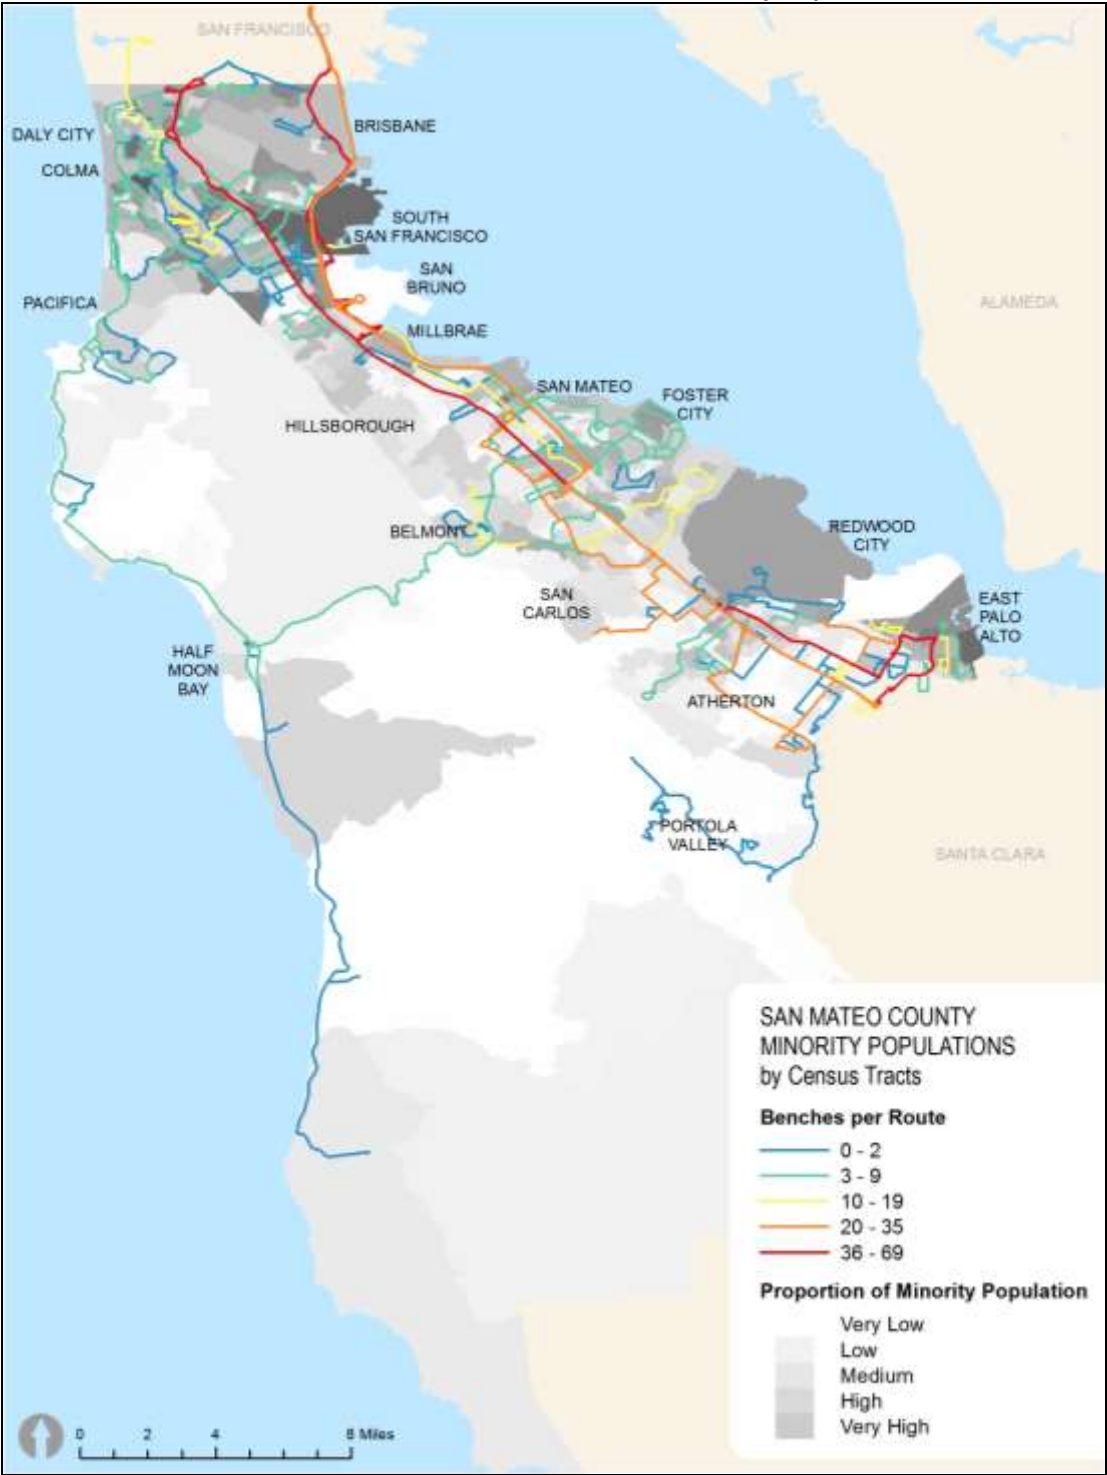 SAN FRANCISCO
DALY CITY
BRISBANE
COLMA
SOUTH
SAN FRANCISCO
SAN
BRUNO
PACIFICA
ALAMEDA
MILLBRAE
SAN MATEO
FOSTER
CITY
HILLSBOROUGH
BELMONT
REDWOOD
CITY
SAN
CARLOS
EAST
PALO
ALTO
HALF
MOON
BAY
ATHERTON
PORTOLA
VALLEY
SANTA CLARA
SAN MATEO COUNTY
MINORITY POPULATIONS
by Census Tracts
Benches per Route
0 - 2
3 - 9
10 - 19
20 - 35
36 - 69
Proportion of Minority Population
Very Low
Low
Medium
High
Very High
0 2 4 8 Miles